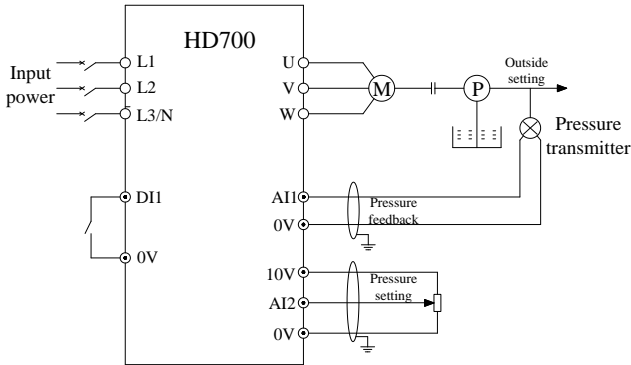 HD700
Input
power
L1
L2
L3/N
DI1
0V
U
V
W
M
P
Outside
setting
Pressure
transmitter
AI1
Pressure
feedback
0V
10V
Pressure
setting
AI2
0V